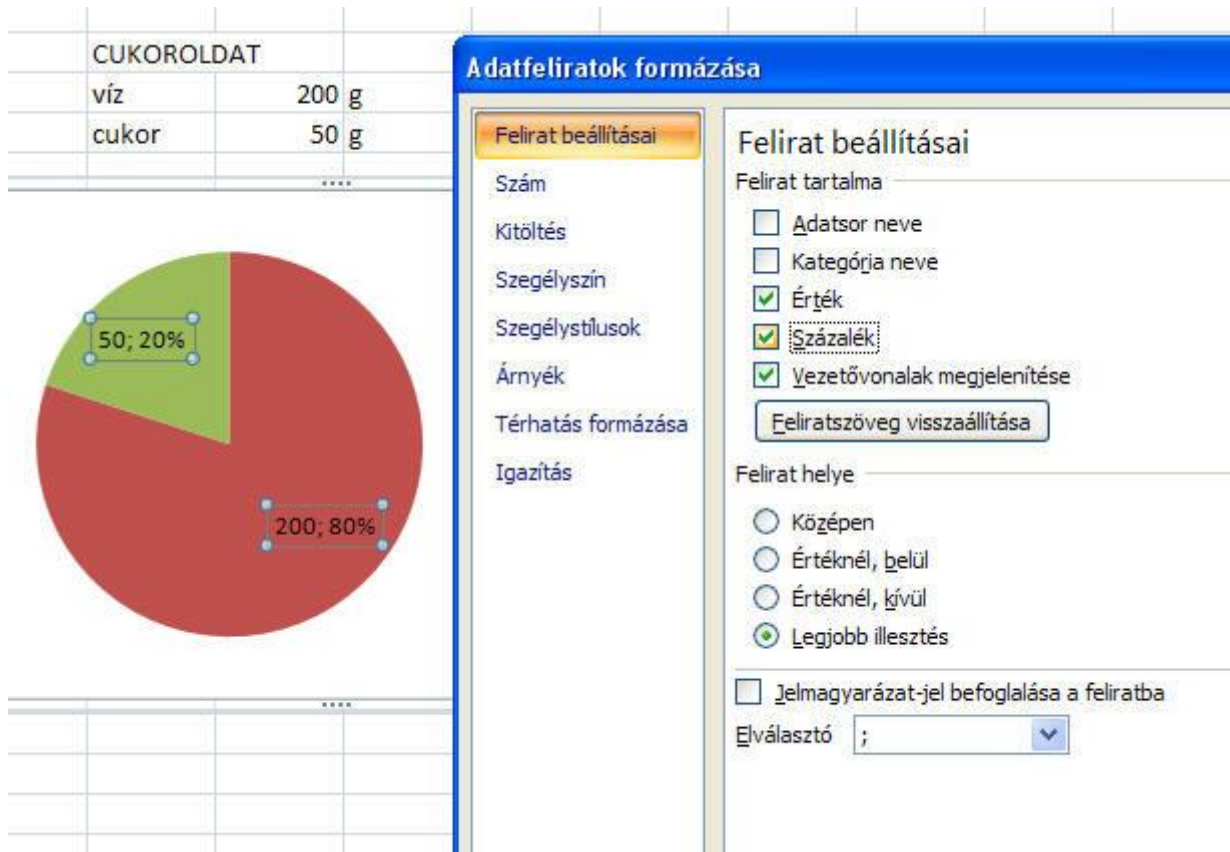 CUKOROLDAT
víz 200 g
cukor 50 g
50; 20%
200; 80%
Adatfeliratok formázása
Felirat beállításai
Szám
Kitöltés
Szegélyszín
Szegélystílusok
Árnyék
Térhatás formázása
Igazítás
Felirat beállításai
Felirat tartalma
Adatsor neve
Kategória neve
Érték
Százalék
Vezetővonalak megjelenítése
Feliratszöveg visszaállítása
Felirat helye
Középen
Értéknél, belül
Értéknél, kívül
Legjobb illesztés
Jelmagyarázat-jel befoglalása a feliratba
Elválasztó ;